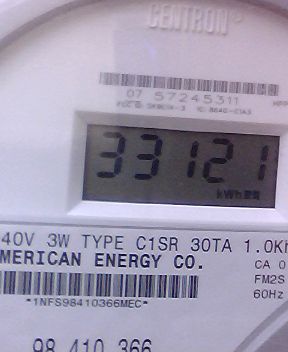 CENTRON
07 57245311
33121
kWh
40V 3W TYPE C1SR 30TA 1.0Kh
MERICAN ENERGY CO.
CA 0
FM2S
60Hz
*1NFS98410366MEC*
98 410 366